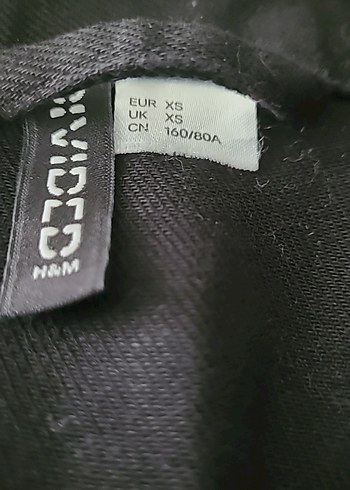 EUR XS
UK XS
CN 160/80A
DIVIDED
H&M